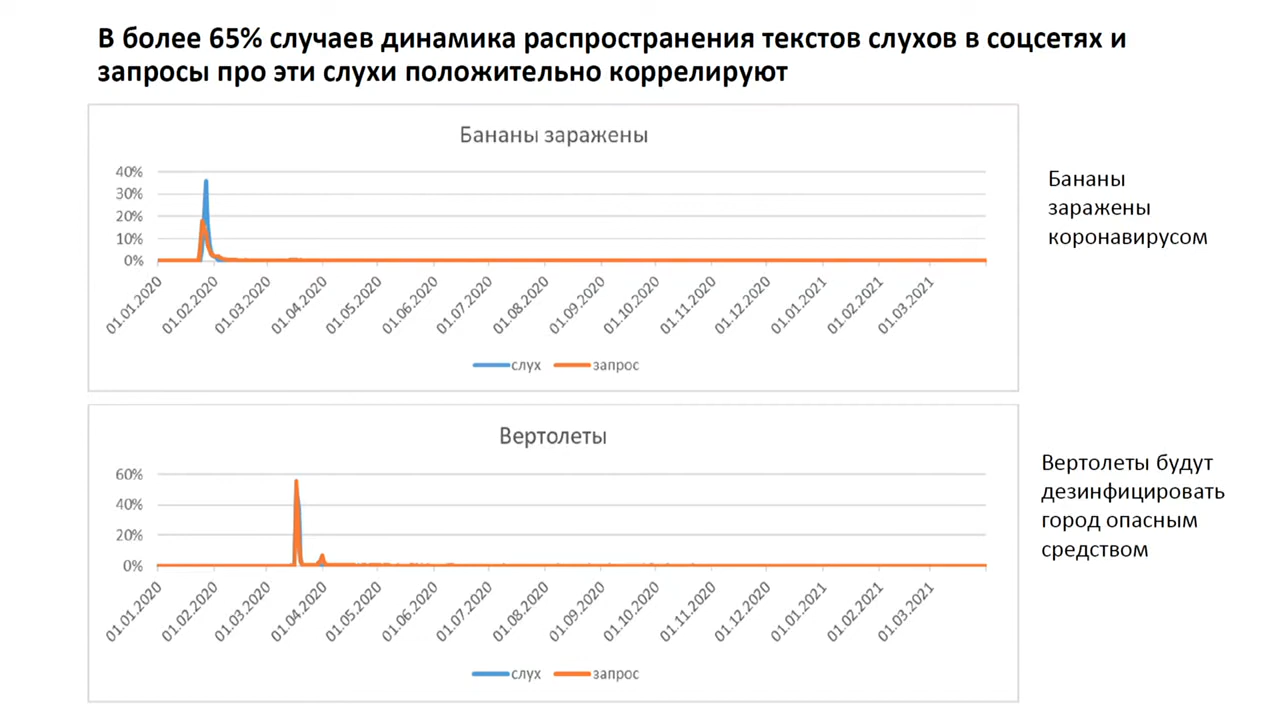 В более 65% случаев динамика распространения текстов слухов в соцсетях и
запросы про эти слухи положительно коррелируют
Бананы заражены
40%
30%
20%
10%
0%
01.01.2020
01.02.2020
01.03.2020
01.04.2020
01.05.2020
01.06.2020
01.07.2020
01.08.2020
01.09.2020
01.10.2020
01.11.2020
01.12.2020
01.01.2021
01.02.2021
01.03.2021
слух
запрос
Бананы
заражены
коронавирусом
Вертолеты
60%
40%
20%
0%
01.01.2020
01.02.2020
01.03.2020
01.04.2020
01.05.2020
01.06.2020
01.07.2020
01.08.2020
01.09.2020
01.10.2020
01.11.2020
01.12.2020
01.01.2021
01.02.2021
01.03.2021
слух
запрос
Вертолеты будут
дезинфицировать
город опасным
средством